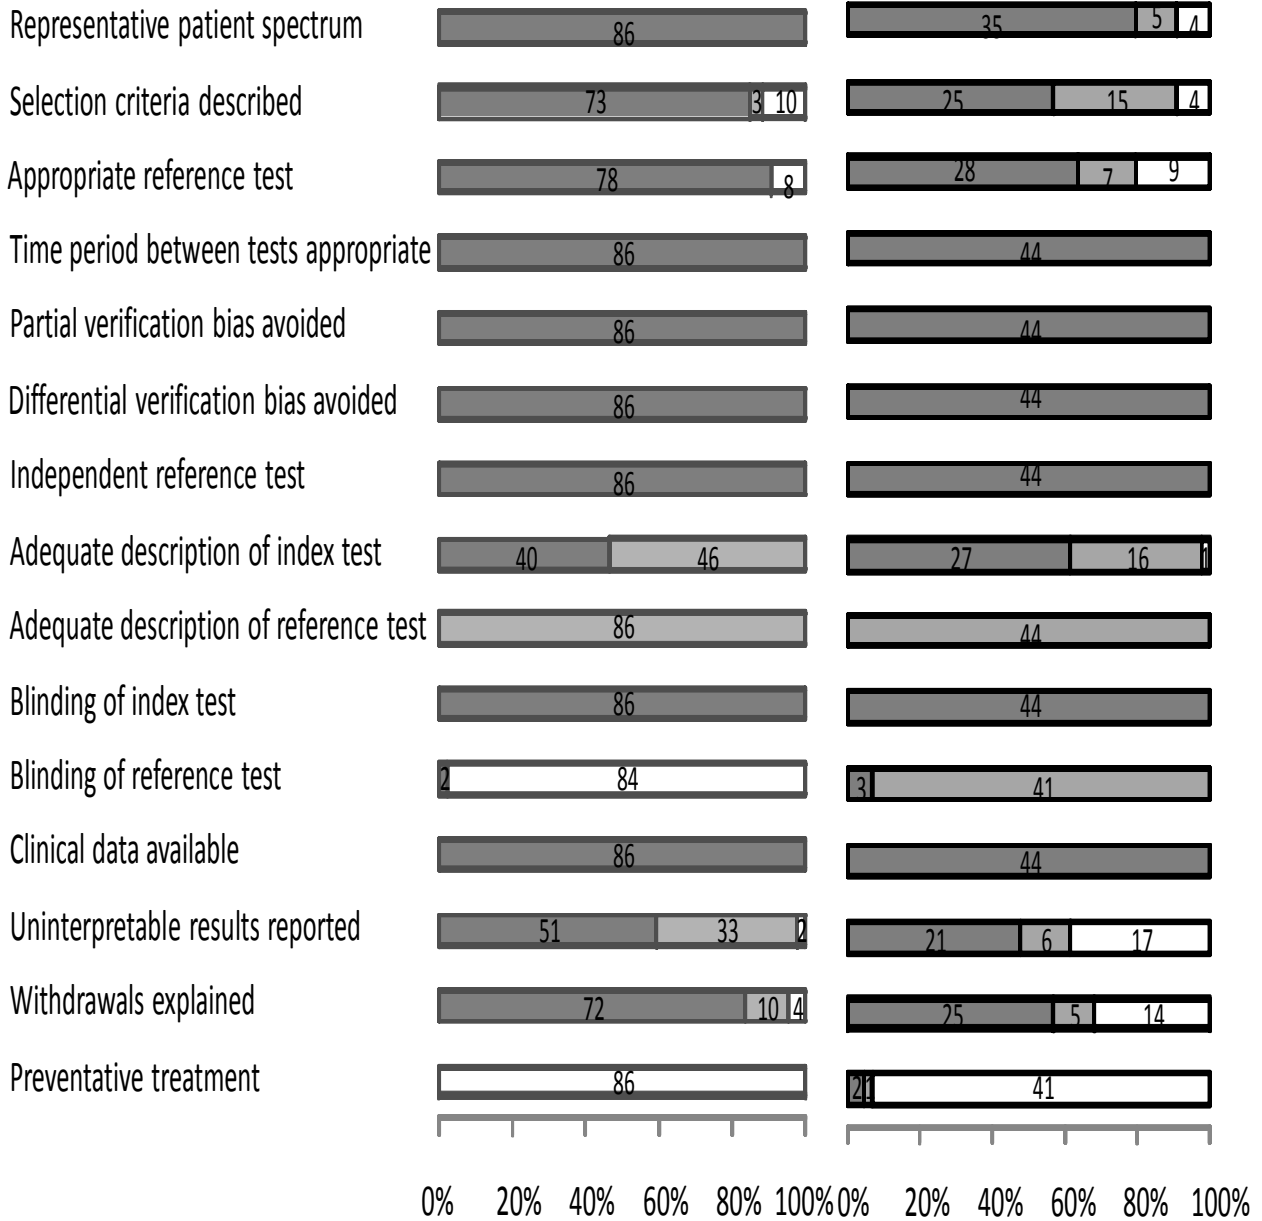 Representative patient spectrum 86 35 5 4
Selection criteria described 73 3 10 25 15 4
Appropriate reference test 78 8 28 7 9
Time period between tests appropriate 86 44
Partial verification bias avoided 86 44
Differential verification bias avoided 86 44
Independent reference test 86 44
Adequate description of index test 40 46 27 16 1
Adequate description of reference test 86 44
Blinding of index test 86 44
Blinding of reference test 2 84 3 41
Clinical data available 86 44
Uninterpretable results reported 51 33 2 21 6 17
Withdrawals explained 72 10 4 25 5 14
Preventative treatment 86 2 1 41
0% 20% 40% 60% 80% 100% 0% 20% 40% 60% 80% 100%